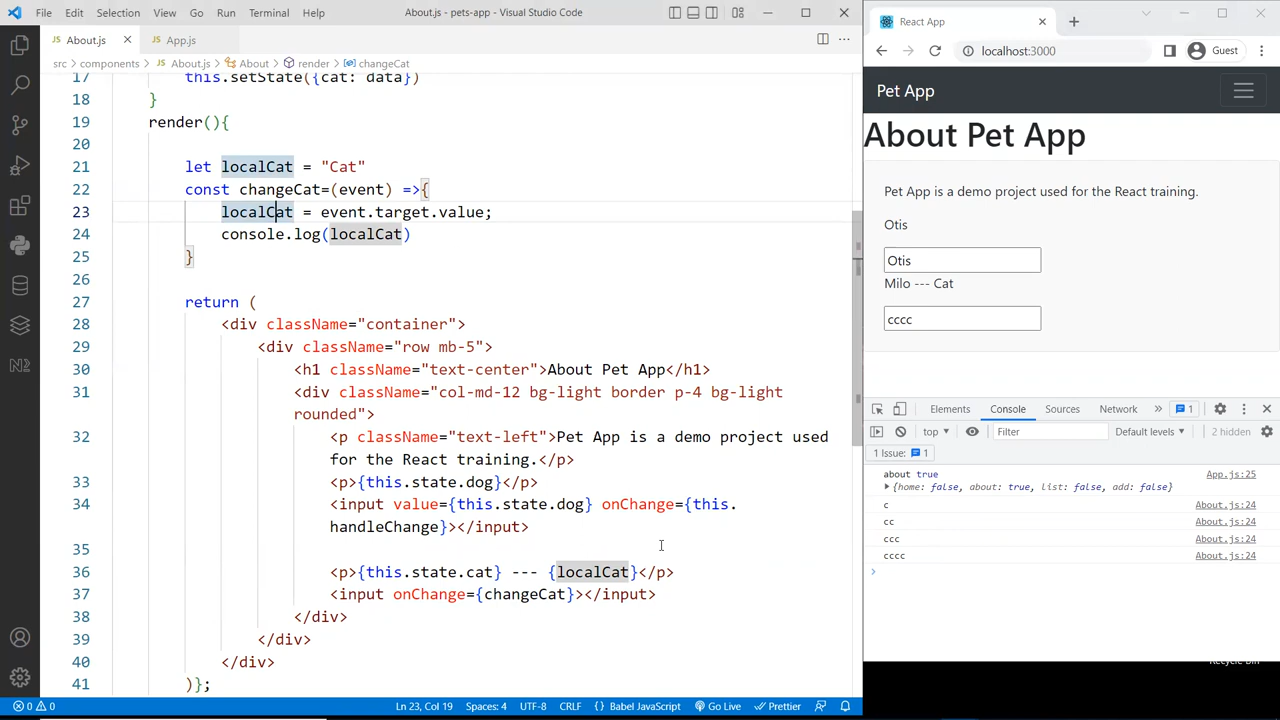 File Edit Selection View Go Run Terminal Help About.js - pets-app - Visual Studio Code
JS About.js JS App.js
src components JS About.js About render changeCat
17 this.setState({cat: data})
18 }
19 render(){
20
21 let localCat = "Cat"
22 const changeCat=(event) =>{
23 localCat = event.target.value;
24 console.log(localCat)
25 }
26
27 return (
28 <div className="container">
29 <div className="row mb-5">
30 <h1 className="text-center">About Pet App</h1>
31 <div className="col-md-12 bg-light border p-4 bg-light
rounded">
32 <p className="text-left">Pet App is a demo project used
for the React training.</p>
33 <p>{this.state.dog}</p>
34 <input value={this.state.dog} onChange={this.
handleChange}></input>
35
36 <p>{this.state.cat} --- {localCat}</p>
37 <input onChange={changeCat}></input>
38 </div>
39 </div>
40 </div>
41 )};
0 0 Ln 23, Col 19 Spaces: 4 UTF-8 CRLF {} Babel JavaScript Go Live Prettier
React App
localhost:3000 Guest
Pet App
About Pet App
Pet App is a demo project used for the React training.
Otis
Otis
Milo --- Cat
cccc
Elements Console Sources Network » 1
top Filter Default levels 2 hidden
1 Issue: 1
about true App.js:25
{home: false, about: true, list: false, add: false}
c About.js:24
cc About.js:24
ccc About.js:24
cccc About.js:24
Recycle Bin